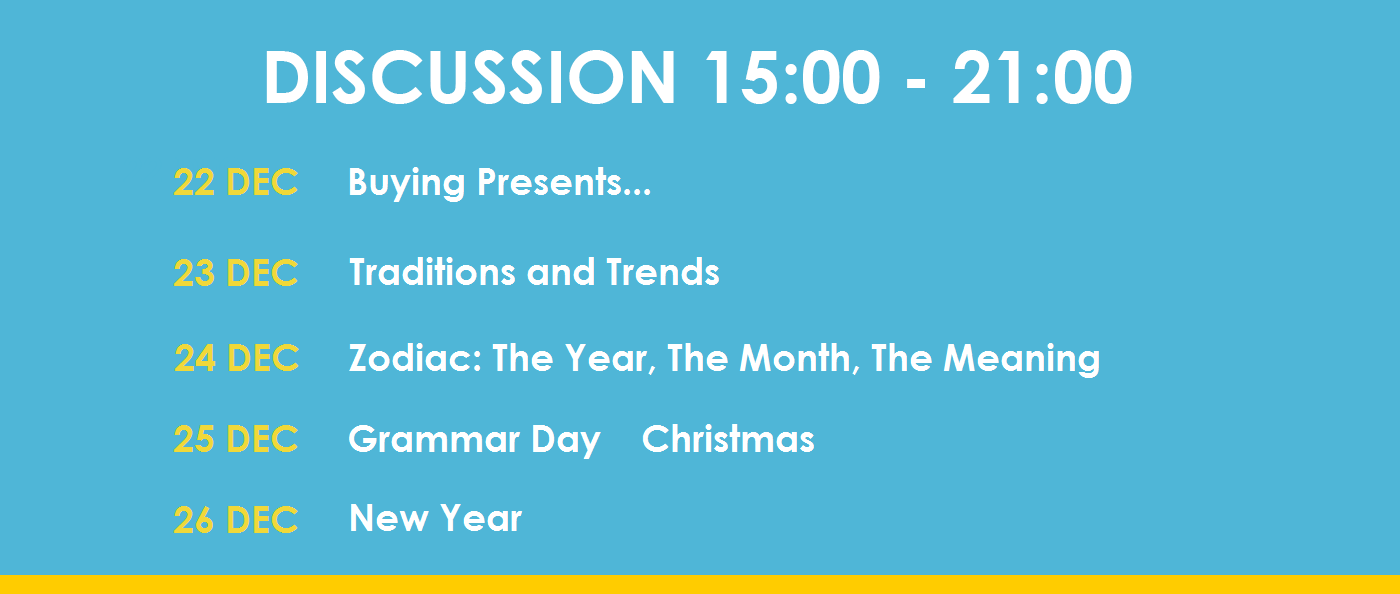 DISCUSSION 15:00 - 21:00
22 DEC Buying Presents...
23 DEC Traditions and Trends
24 DEC Zodiac: The Year, The Month, The Meaning
25 DEC Grammar Day Christmas
26 DEC New Year